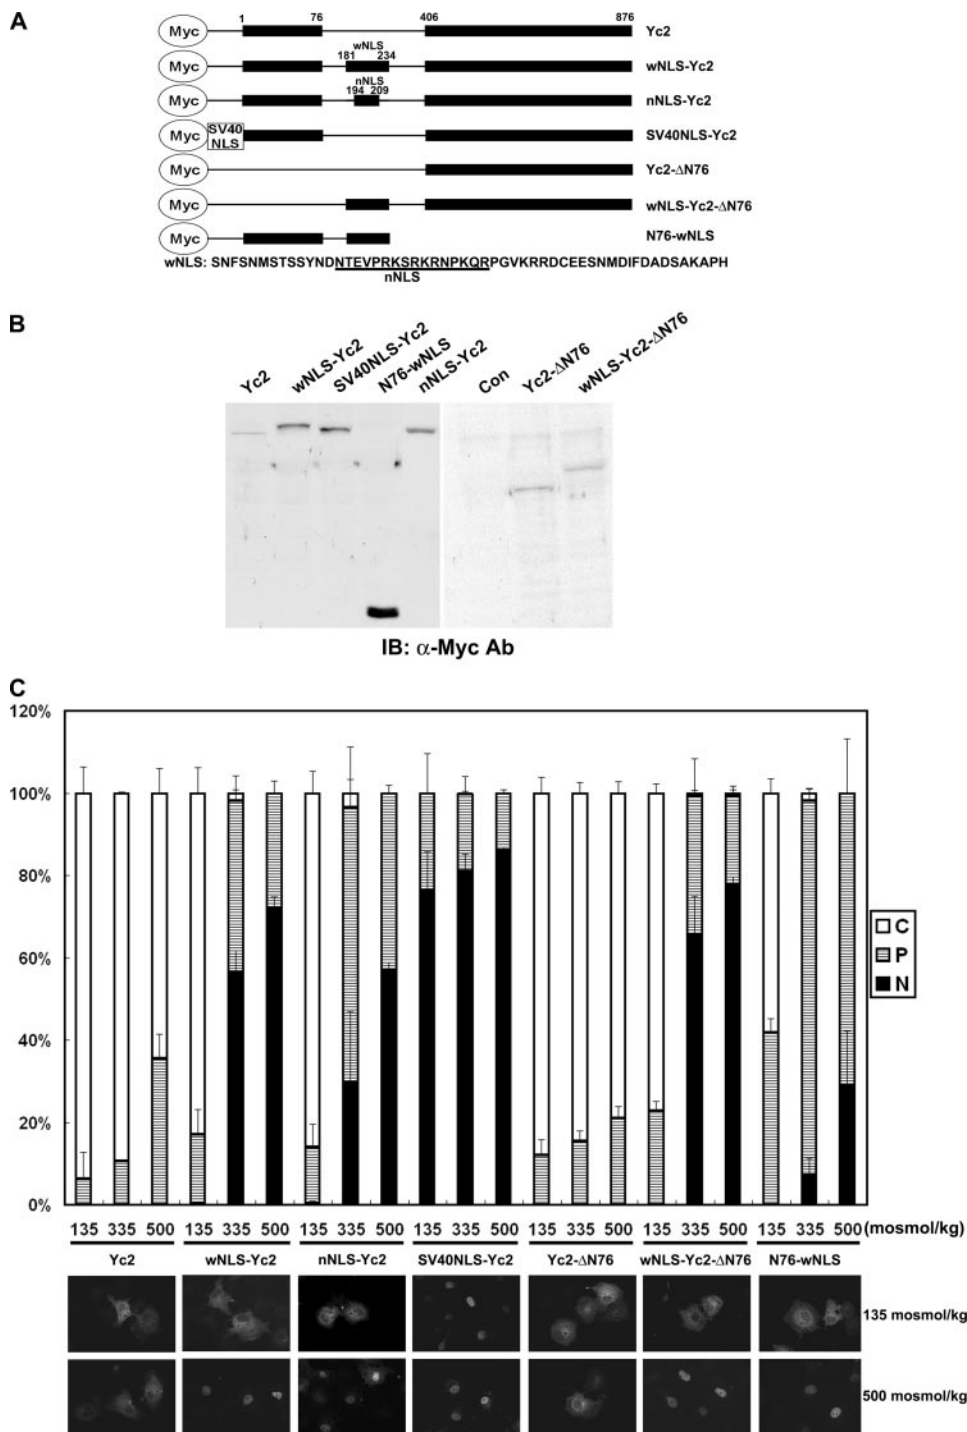 A
1 76 406 876
Myc Yc2
wNLS
181 234
Myc wNLS-Yc2
nNLS
194 209
Myc nNLS-Yc2
Myc SV40 NLS SV40NLS-Yc2
Myc Yc2-ΔN76
Myc wNLS-Yc2-ΔN76
Myc N76-wNLS
wNLS: SNFSNMSTSSYNDNTEVPRKSRKRNPKQRPGVKRRDCEESNMDIFDADSAKAPH
nNLS
B
Yc2 wNLS-Yc2 SV40NLS-Yc2 N76-wNLS nNLS-Yc2 Con Yc2-ΔN76 wNLS-Yc2-ΔN76
IB: α-Myc Ab
C
120%
100%
80%
60%
40%
20%
0%
C
P
N
135 335 500 135 335 500 135 335 500 135 335 500 135 335 500 135 335 500 135 335 500 (mosmol/kg)
Yc2 wNLS-Yc2 nNLS-Yc2 SV40NLS-Yc2 Yc2-ΔN76 wNLS-Yc2-ΔN76 N76-wNLS
135 mosmol/kg
500 mosmol/kg